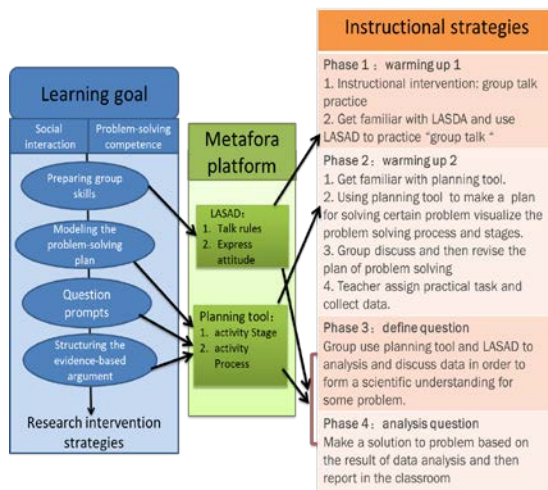 Learning goal
Social
interaction
Problem-solving
competence
Preparing group
skills
Modeling the
problem-solving
plan
Question
prompts
Structuring the
evidence-based
argument
Research intervention
strategies
Metafora
platform
LASAD:
1. Talk rules
2. Express
attitude
Planning tool:
1. activity Stage
2. activity
Process
Instructional strategies
Phase 1 : warming up 1
1. Instructional intervention: group talk
practice
2. Get familiar with LASDA and use
LASAD to practice "group talk "
Phase 2: warming up 2
1. Get familiar with planning tool.
2. Using planning tool to make a plan
for solving certain problem visualize the
problem solving process and stages.
3. Group discuss and then revise the
plan of problem solving
4. Teacher assign practical task and
collect data.
Phase 3 : define question
Group use planning tool and LASAD to
analysis and discuss data in order to
form a scientific understanding for
some problem.
Phase 4: analysis question
Make a solution to problem based on
the result of data analysis and then
report in the classroom